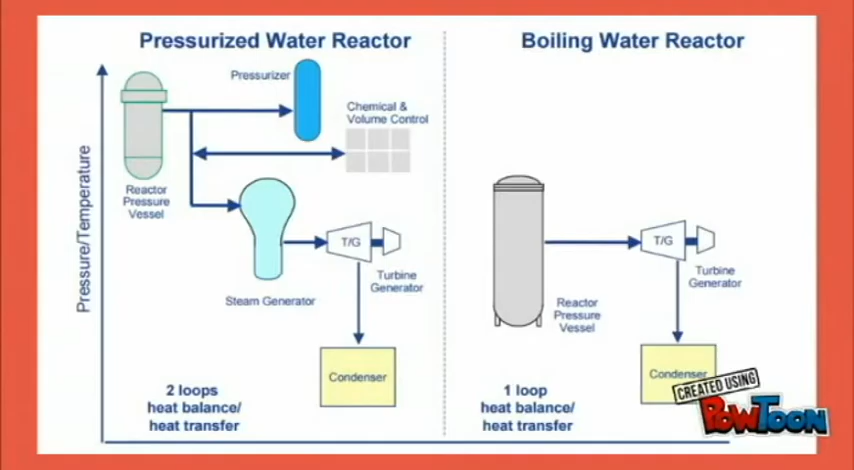 Pressurized Water Reactor
Boiling Water Reactor
Pressure/Temperature
Pressurizer
Chemical &
Volume Control
Reactor
Pressure
Vessel
T/G
Turbine
Generator
Steam Generator
Condenser
2 loops
heat balance/
heat transfer
T/G
Turbine
Generator
Reactor
Pressure
Vessel
Condenser
1 loop
heat balance/
heat transfer
CREATED USING
POWTOON